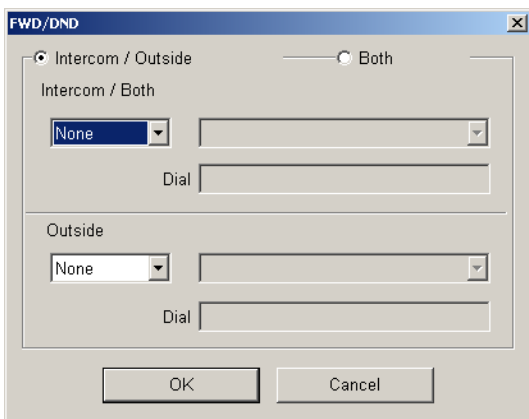 FWD/DND
Intercom / Outside Both
Intercom / Both
None
Dial
Outside
None
Dial
OK Cancel